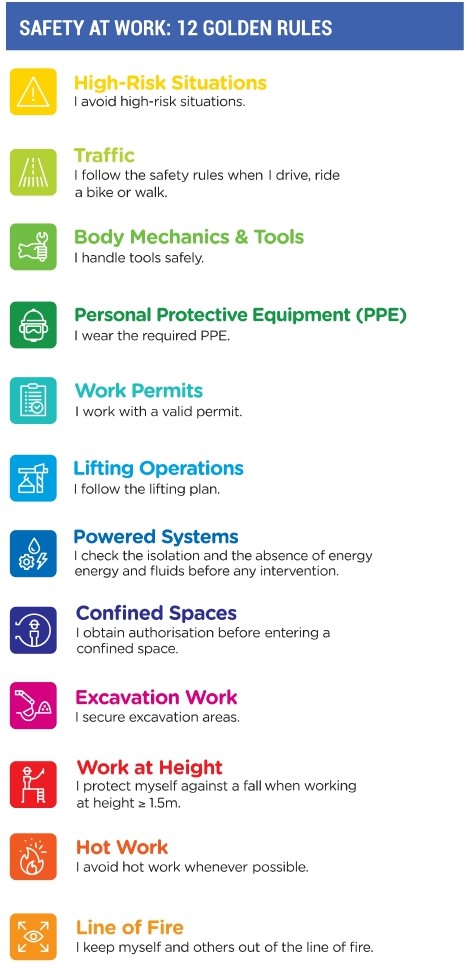 SAFETY AT WORK: 12 GOLDEN RULES
High-Risk Situations
I avoid high-risk situations.
Traffic
I follow the safety rules when I drive, ride
a bike or walk.
Body Mechanics & Tools
I handle tools safely.
Personal Protective Equipment (PPE)
I wear the required PPE.
Work Permits
I work with a valid permit.
Lifting Operations
I follow the lifting plan.
Powered Systems
I check the isolation and the absence of energy
energy and fluids before any intervention.
Confined Spaces
I obtain authorisation before entering a
confined space.
Excavation Work
I secure excavation areas.
Work at Height
I protect myself against a fall when working
at height ≥ 1.5m.
Hot Work
I avoid hot work whenever possible.
Line of Fire
I keep myself and others out of the line of fire.